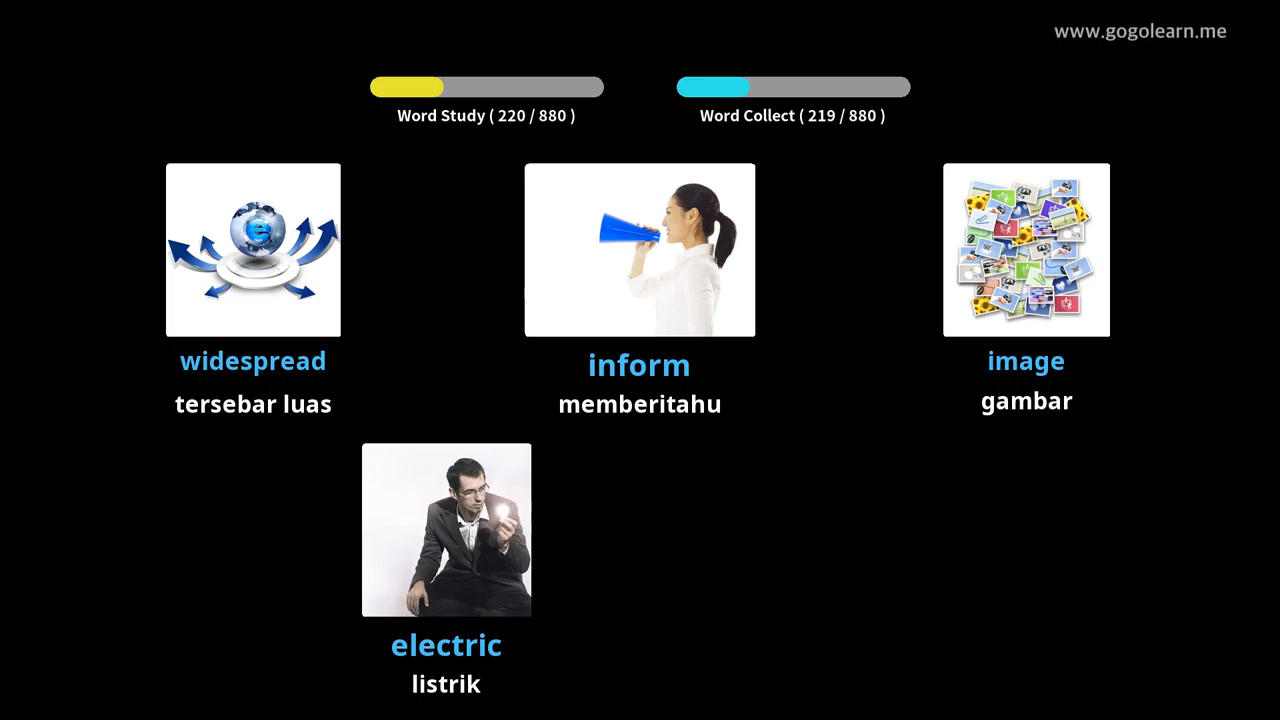 www.gogolearn.me
Word Study ( 220 / 880 )
Word Collect ( 219 / 880 )
e
widespread
inform
image
tersebar luas
memberitahu
gambar
electric
listrik